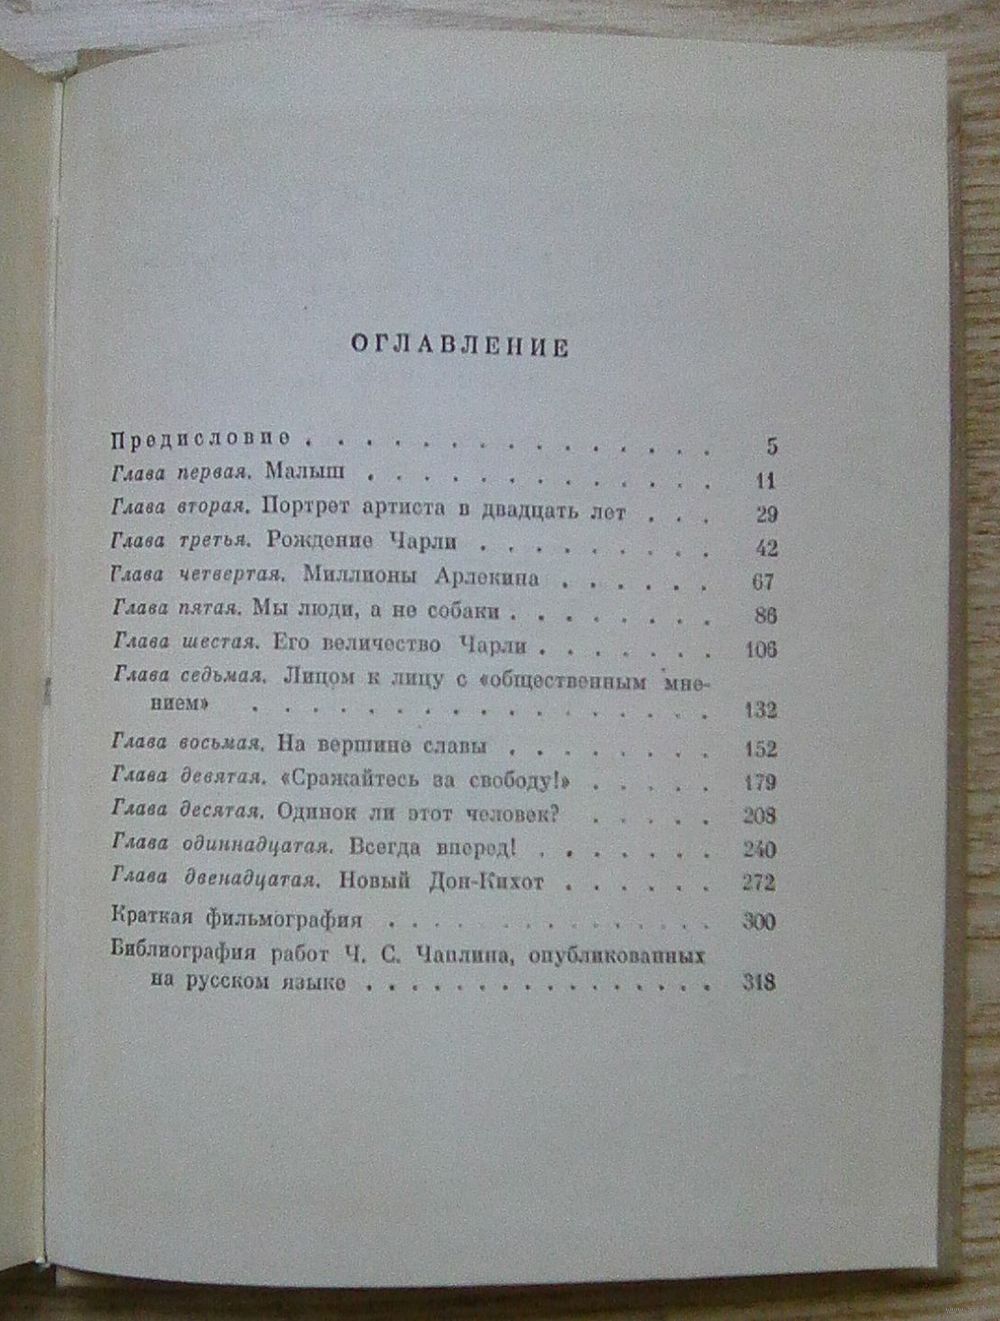 ОГЛАВЛЕНИЕ
Предисловие . . . . . . . . . . . . . . . 5
Глава первая. Малыш . . . . . . . . . . . . . 11
Глава вторая. Портрет артиста в двадцать лет . . . 29
Глава третья. Рождение Чарли . . . . . . . . . 42
Глава четвертая. Миллионы Арлекина . . . . . . 67
Глава пятая. Мы люди, а не собаки . . . . . . . . 86
Глава шестая. Его величество Чарли . . . . . . . 106
Глава седьмая. Лицом к лицу с «общественным мне-
нием» . . . . . . . . . . . . . . . . . 132
Глава восьмая. На вершине славы . . . . . . . . 152
Глава девятая. «Сражайтесь за свободу!» . . . . . 179
Глава десятая. Одинок ли этот человек? . . . . . 208
Глава одиннадцатая. Всегда вперед! . . . . . . . 240
Глава двенадцатая. Новый Дон-Кихот . . . . . . 272
Краткая фильмография . . . . . . . . . . . . 300
Библиография работ Ч. С. Чаплина, опубликованных
на русском языке . . . . . . . . . . . . . 318